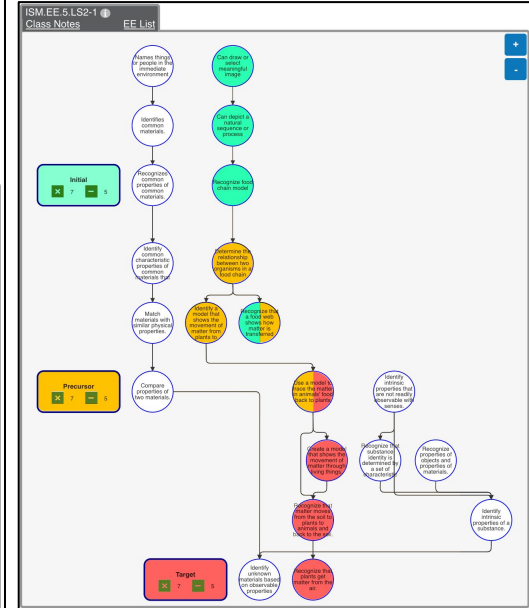 ISM.EE.5.LS2-1 i
Class Notes EE List
+
-
Names things
or people in the
immediate
environment
Can draw or
select
meaningful
image
Identifies
common
materials.
Can depict a
natural
sequence or
process
Initial
7 5
Recognizes
common
properties of
common
materials.
Recognize food
chain model
Identify
common
characteristic
properties of
common
materials that
Determine the
relationship
between two
organisms in a
food chain
Match
materials with
similar physical
properties.
Identify a
model that
shows the
movement of
matter from
plants to
Recognize that
a food web
shows how
matter is
transferred
Precursor
7 5
Compare
properties of
two materials.
Use a model to
trace the matter
in animals' food
back to plants
Identify
intrinsic
properties that
are not readily
observable with
senses.
Create a model
that shows the
movement of
matter through
living things.
Recognize that
substance
identity is
determined by
a set of
characteristic
Recognize
properties of
objects and
properties of
materials.
Recognize that
matter moves
from the soil to
plants to
animals and
back to the soil.
Identify
intrinsic
properties of a
substance.
Target
7 5
Identify
unknown
materials based
on observable
properties
Recognize that
plants get
matter from the
air.